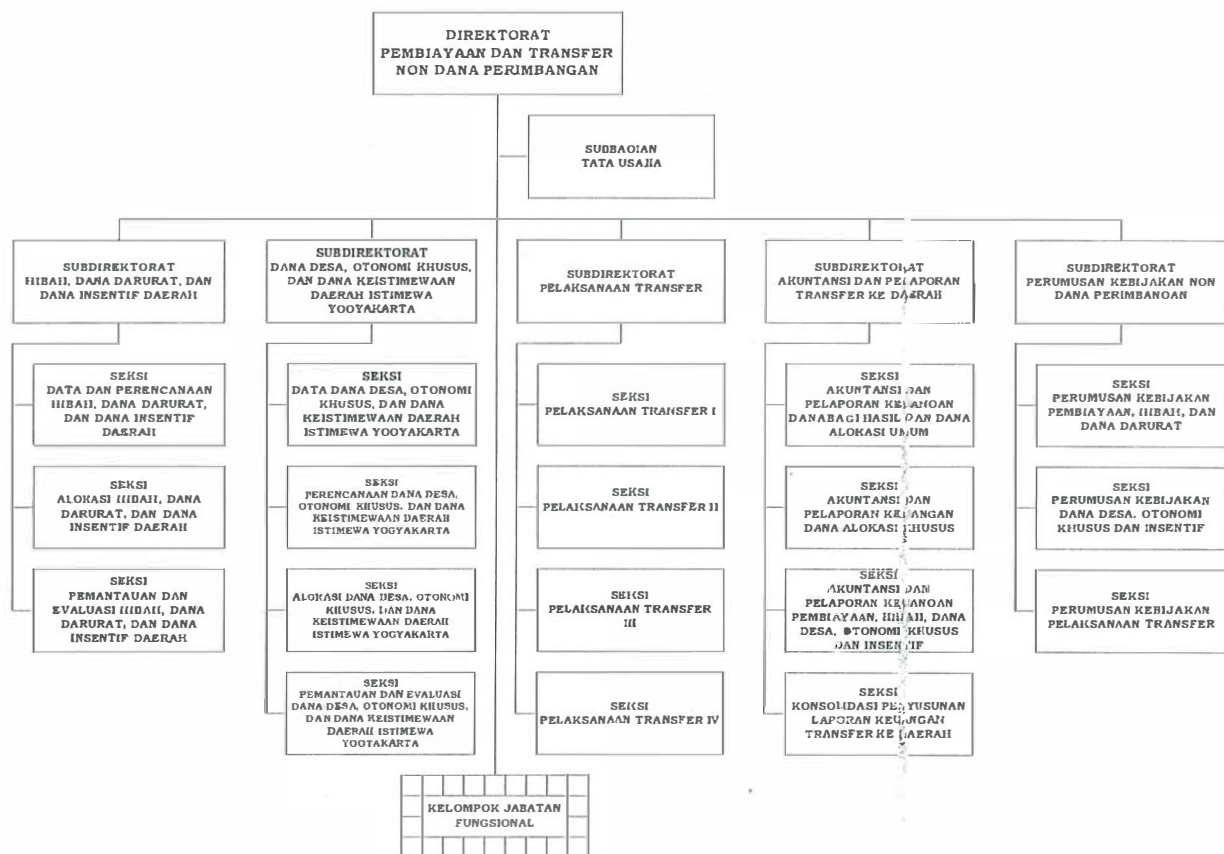 DIREKTORAT
PEMBIAYAAN DAN TRANSFER
NON DANA PERIMBANGAN
SUBBAGIAN
TATA USAHA
SUBDIREKTORAT
HIBAH, DANA DARURAT, DAN
DANA INSENTIF DAERAH
SUBDIREKTORAT
DANA DESA, OTONOMI KHUSUS,
DAN DANA KEISTIMEWAAN
DAERAH ISTIMEWA
YOGYAKARTA
SUBDIREKTORAT
PELAKSANAAN TRANSFER
SUBDIREKTORAT
AKUNTANSI DAN PELAPORAN
TRANSFER KE DAERAH
SUBDIREKTORAT
PERUMUSAN KEBIJAKAN NON
DANA PERIMBANGAN
SEKSI
DATA DAN PERENCANAAN
HIBAH, DANA DARURAT,
DAN DANA INSENTIF
DAERAH
SEKSI
DATA DANA DESA, OTONOMI
KHUSUS, DAN DANA
KEISTIMEWAAN DAERAH
ISTIMEWA YOGYAKARTA
SEKSI
PELAKSANAAN TRANSFER I
SEKSI
AKUNTANSI DAN
PELAPORAN KEUANGAN
DANABAGI HASIL DAN DANA
ALOKASI UMUM
SEKSI
PERUMUSAN KEBIJAKAN
PEMBIAYAAN, HIBAH, DAN
DANA DARURAT
SEKSI
ALOKASI HIBAH, DANA
DARURAT, DAN DANA
INSENTIF DAERAH
SEKSI
PERENCANAAN DANA DESA,
OTONOMI KHUSUS, DAN DANA
KEISTIMEWAAN DAERAH
ISTIMEWA YOGYAKARTA
SEKSI
PELAKSANAAN TRANSFER II
SEKSI
AKUNTANSI DAN
PELAPORAN KEUANGAN
DANA ALOKASI KHUSUS
SEKSI
PERUMUSAN KEBIJAKAN
DANA DESA, OTONOMI
KHUSUS DAN INSENTIF
SEKSI
PEMANTAUAN DAN
EVALUASI HIBAH, DANA
DARURAT, DAN DANA
INSENTIF DAERAH
SEKSI
ALOKASI DANA DESA, OTONOMI
KHUSUS, DAN DANA
KEISTIMEWAAN DAERAH
ISTIMEWA YOGYAKARTA
SEKSI
PELAKSANAAN TRANSFER
III
SEKSI
AKUNTANSI DAN
PELAPORAN KEUANGAN
PEMBIAYAAN, HIBAH, DANA
DESA, OTONOMI KHUSUS
DAN INSENTIF
SEKSI
PERUMUSAN KEBIJAKAN
PELAKSANAAN TRANSFER
SEKSI
PEMANTAUAN DAN EVALUASI
DANA DESA, OTONOMI KHUSUS,
DAN DANA KEISTIMEWAAN
DAERAH ISTIMEWA
YOGYAKARTA
SEKSI
PELAKSANAAN TRANSFER IV
SEKSI
KONSOLIDASI PENYUSUNAN
LAPORAN KEUANGAN
TRANSFER KE DAERAH
KELOMPOK JABATAN
FUNGSIONAL